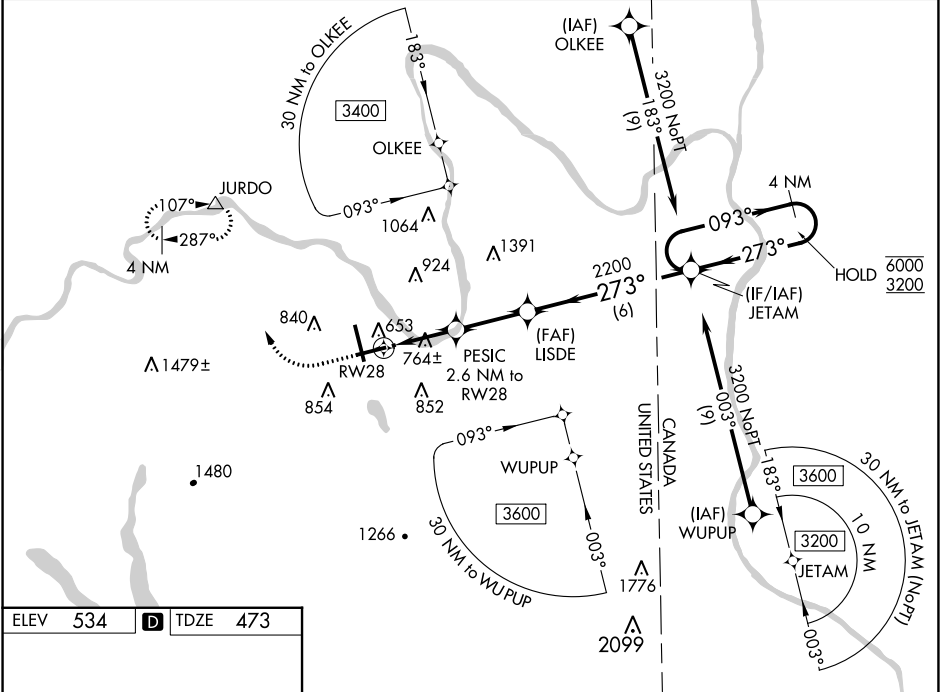 (IAF)
OLKEE
30 NM to OLKEE
183°
3400
OLKEE
093°
3200 NoPT
183°
(9)
JURDO
107°
287°
4 NM
1064
1391
924
4 NM
093°
273°
HOLD
6000
3200
2200
273°
(6)
(IF/IAF)
JETAM
840
653
764±
(FAF)
LISDE
PESIC
2.6 NM to
RW28
RW28
1479±
854
852
3200 NoPT
003°
(9)
CANADA
UNITED STATES
093°
WUPUP
3600
003°
30 NM to WUPUP
1480
1266
(IAF)
WUPUP
183°
3600
30 NM to JETAM (NoPT)
10 NM
3200
JETAM
003°
1776
2099
ELEV 534 D TDZE 473